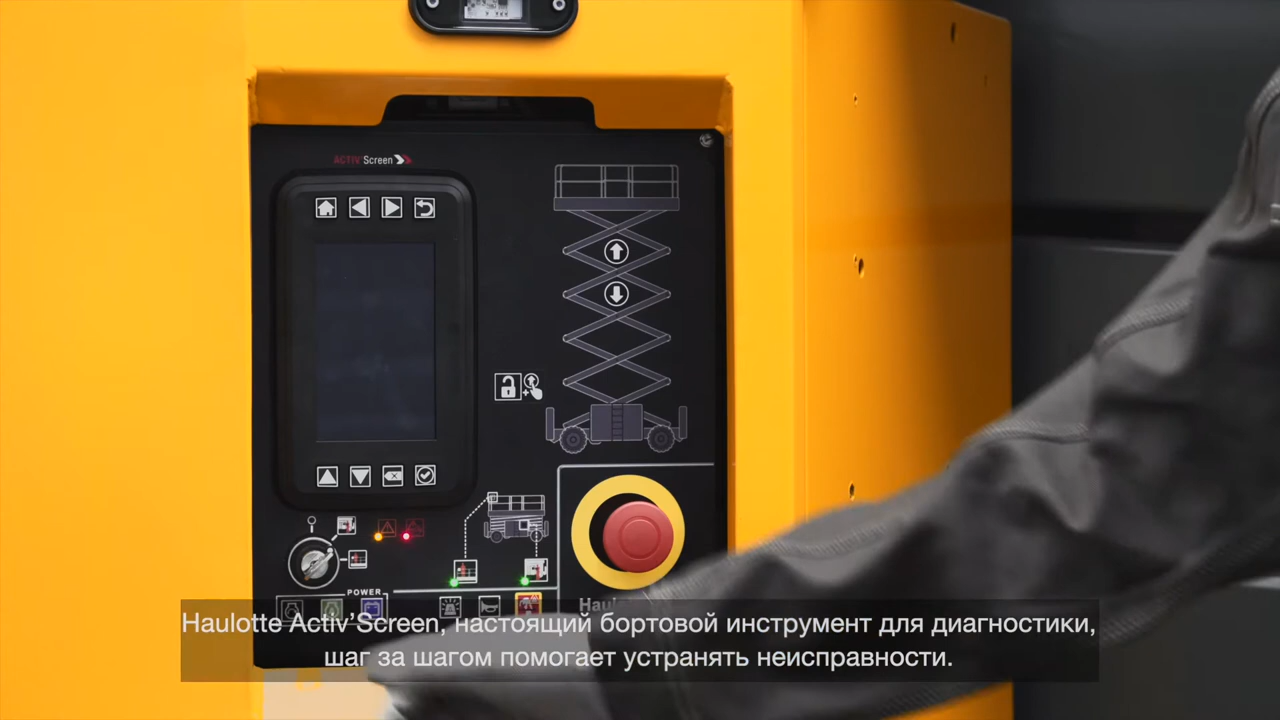 ACTIV'Screen
POWER
Haulotte Activ'Screen, настоящий бортовой инструмент для диагностики,
шаг за шагом помогает устранять неисправности.